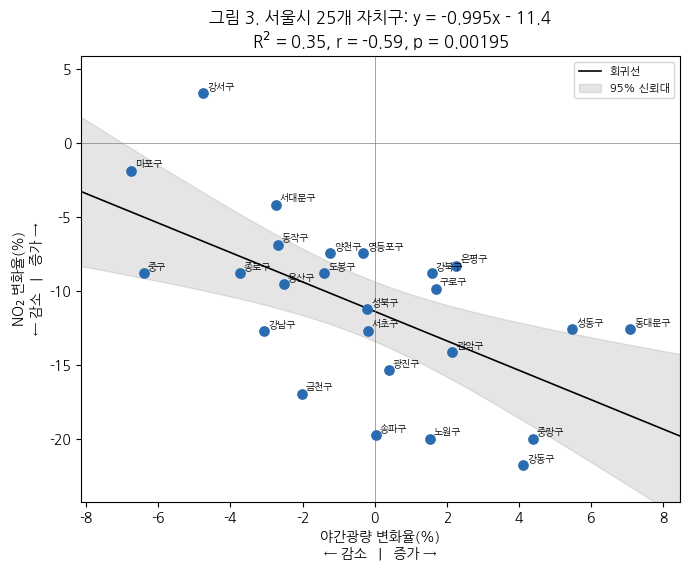 그림 3. 서울시 25개 자치구: y = -0.995x - 11.4
R² = 0.35, r = -0.59, p = 0.00195
회귀선
95% 신뢰대
5
0
-5
-10
-15
-20
NO₂ 변화율(%)
← 감소 | 증가 →
강서구
마포구
서대문구
동작구
양천구
영등포구
은평구
중구
종로구
도봉구
강북구
용산구
구로구
성북구
강남구
서초구
성동구
동대문구
관악구
광진구
금천구
송파구
노원구
중랑구
강동구
-8
-6
-4
-2
0
2
4
6
8
야간광량 변화율(%)
← 감소 | 증가 →